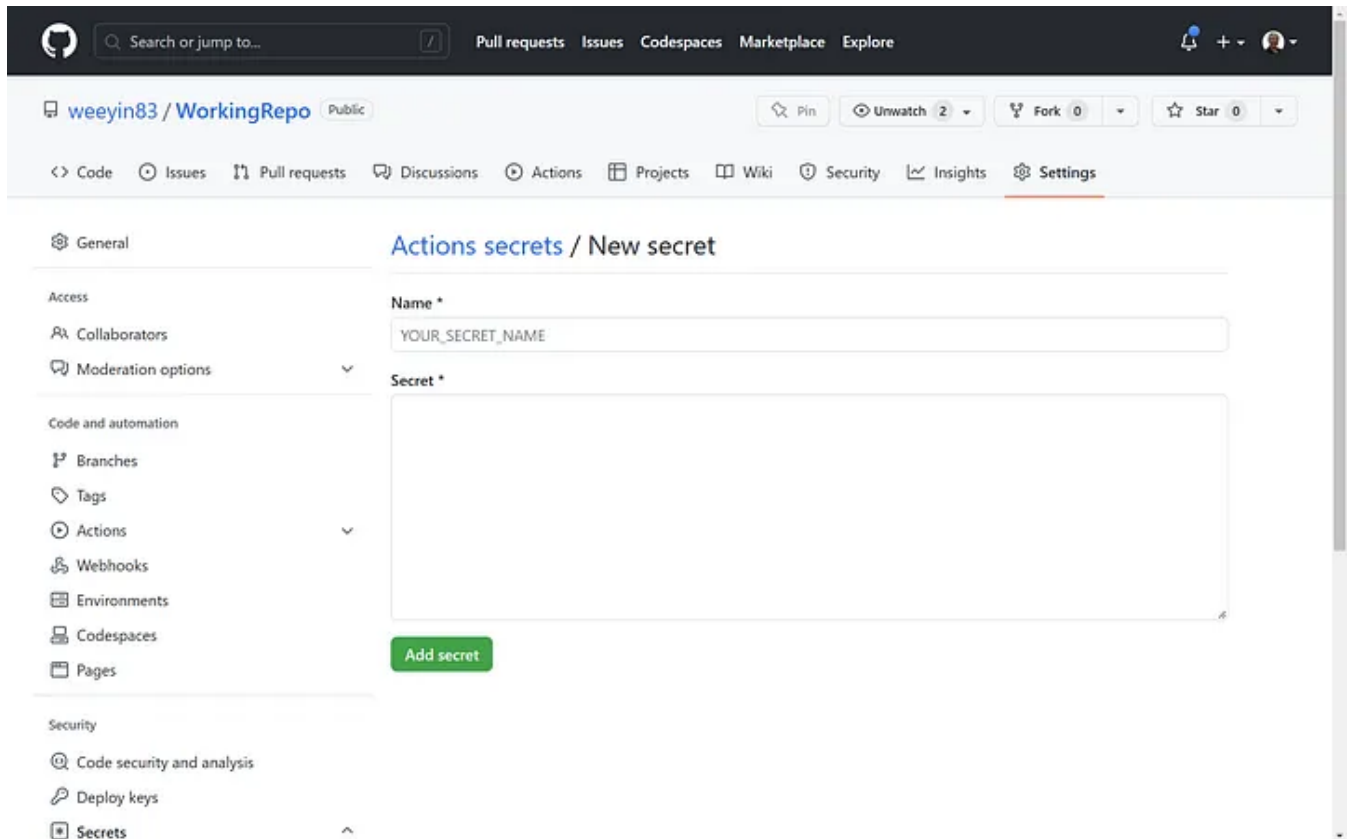 Search or jump to... / Pull requests Issues Codespaces Marketplace Explore
weeyin83 / WorkingRepo Public Pin Unwatch 2 Fork 0 Star 0
Code Issues Pull requests Discussions Actions Projects Wiki Security Insights Settings
General
Access
Collaborators
Moderation options
Code and automation
Branches
Tags
Actions
Webhooks
Environments
Codespaces
Pages
Security
Code security and analysis
Deploy keys
Secrets
Actions secrets / New secret
Name *
YOUR_SECRET_NAME
Secret *
Add secret